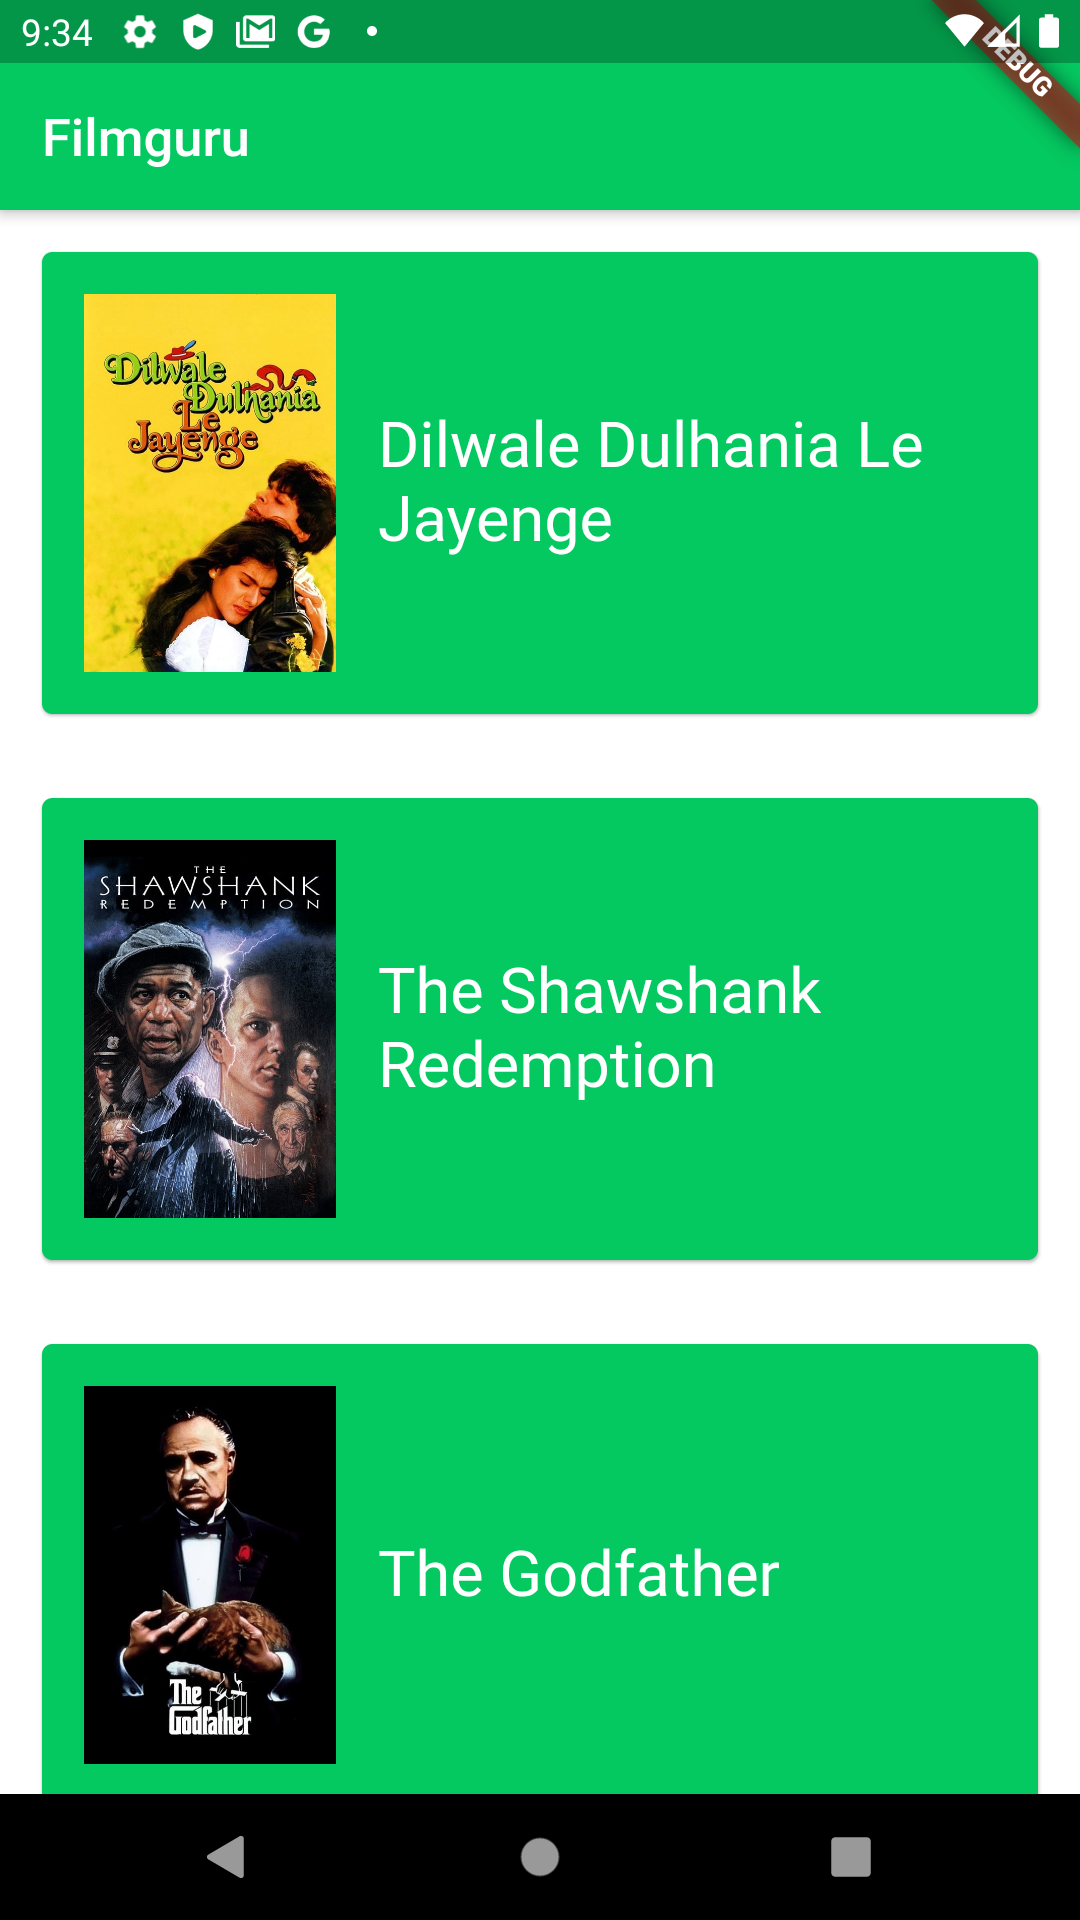 9:34
DEBUG
Filmguru
Dilwale
Dulhania
Le
Jayenge
Dilwale Dulhania Le
Jayenge
THE
SHAWSHANK
REDEMPTION
The Shawshank
Redemption
The Godfather
The
Godfather